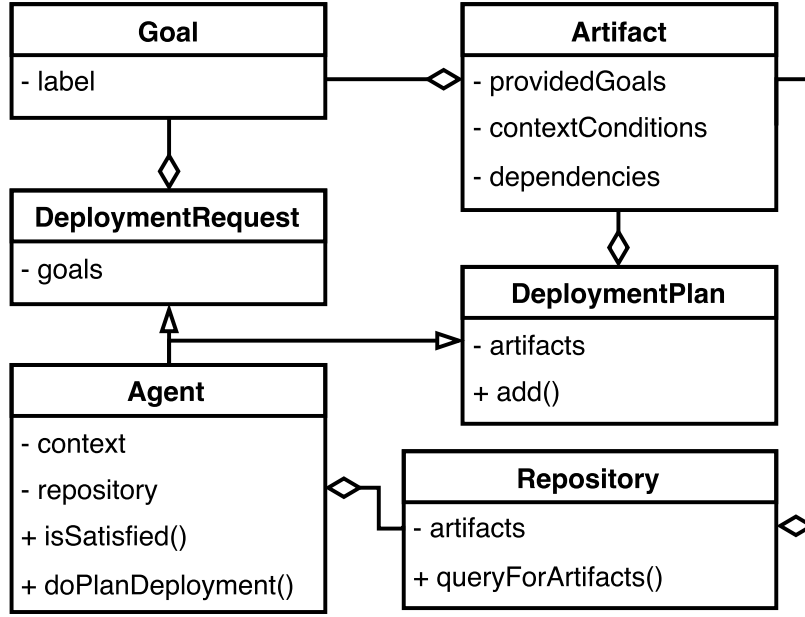 Goal
- label
Artifact
- providedGoals
- contextConditions
- dependencies
DeploymentRequest
- goals
DeploymentPlan
- artifacts
+ add()
Agent
- context
- repository
+ isSatisfied()
+ doPlanDeployment()
Repository
- artifacts
+ queryForArtifacts()